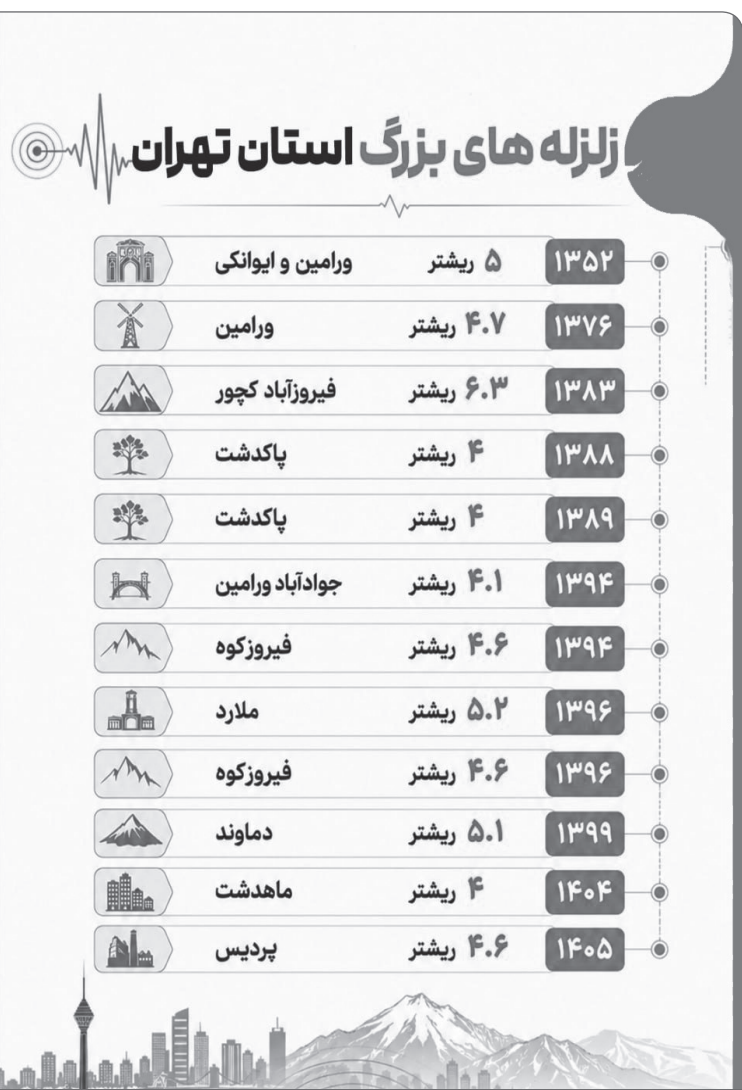 زلزله های بزرگ استان تهران
۱۳۵۲ ۵ ریشتر ورامین و ایوانکی
۱۳۷۶ ۴.۷ ریشتر ورامین
۱۳۸۳ ۶.۳ ریشتر فیروزآباد کجور
۱۳۸۸ ۴ ریشتر پاکدشت
۱۳۸۹ ۴ ریشتر پاکدشت
۱۳۹۴ ۴.۱ ریشتر جوادآباد ورامین
۱۳۹۴ ۴.۶ ریشتر فیروزکوه
۱۳۹۶ ۵.۲ ریشتر ملارد
۱۳۹۶ ۴.۶ ریشتر فیروزکوه
۱۳۹۹ ۵.۱ ریشتر دماوند
۱۴۰۴ ۴ ریشتر ماهدشت
۱۴۰۵ ۴.۶ ریشتر پردیس